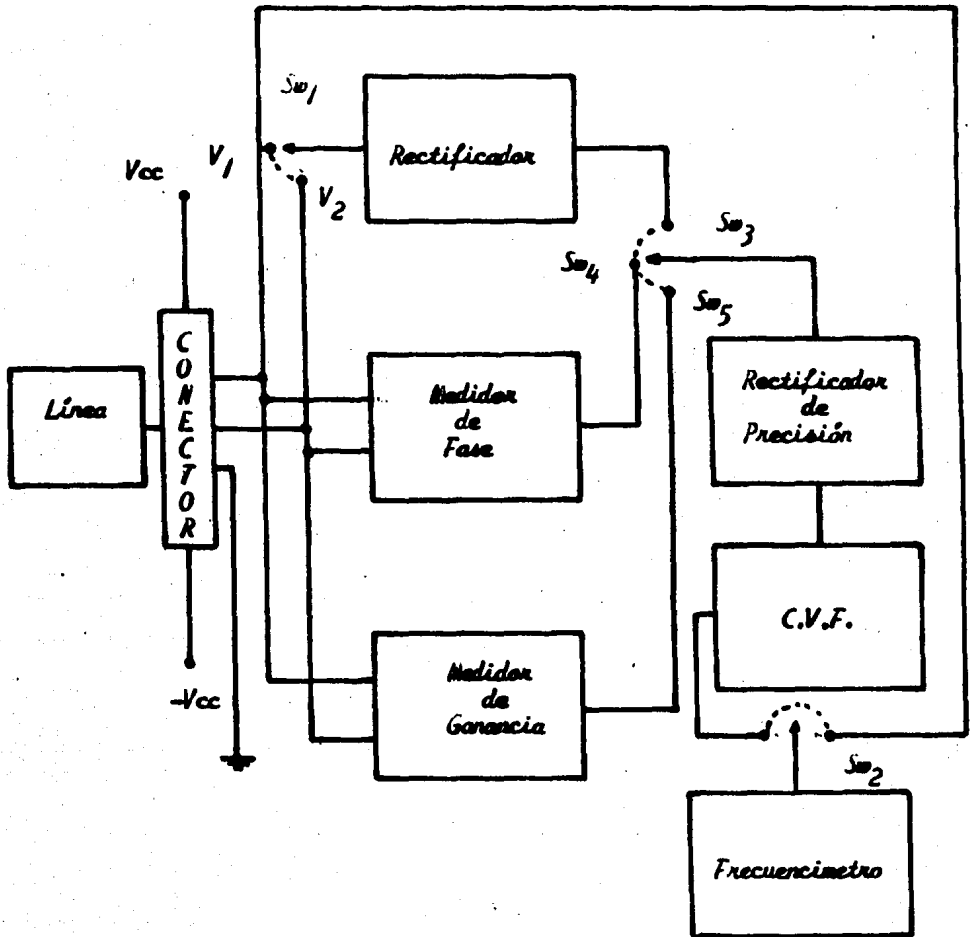 Sw1
Rectificador
V1
V2
Vcc
Sw3
Sw4
Sw5
CONECTOR
Línea
Medidor
de
Fase
Rectificador
de
Precisión
C.V.F.
Medidor
de
Ganancia
-Vcc
Sw2
Frecuencimetro